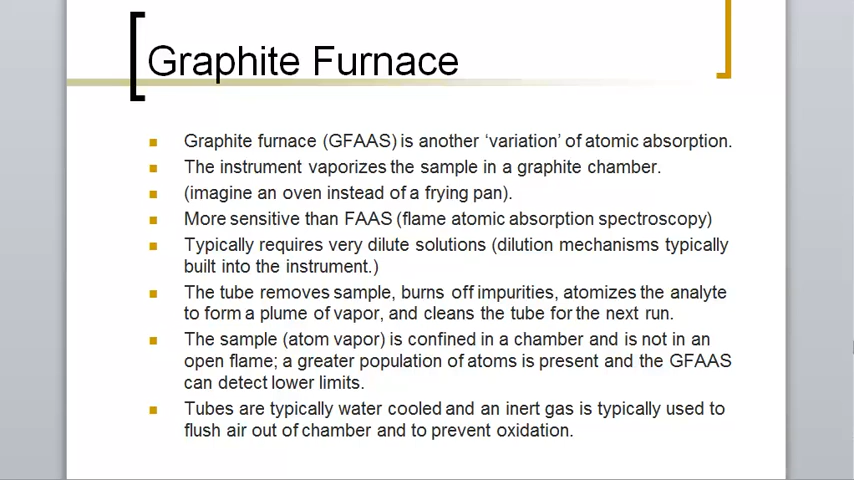 Graphite Furnace
Graphite furnace (GFAAS) is another ‘variation’ of atomic absorption.
The instrument vaporizes the sample in a graphite chamber.
(imagine an oven instead of a frying pan).
More sensitive than FAAS (flame atomic absorption spectroscopy)
Typically requires very dilute solutions (dilution mechanisms typically
built into the instrument.)
The tube removes sample, burns off impurities, atomizes the analyte
to form a plume of vapor, and cleans the tube for the next run.
The sample (atom vapor) is confined in a chamber and is not in an
open flame; a greater population of atoms is present and the GFAAS
can detect lower limits.
Tubes are typically water cooled and an inert gas is typically used to
flush air out of chamber and to prevent oxidation.